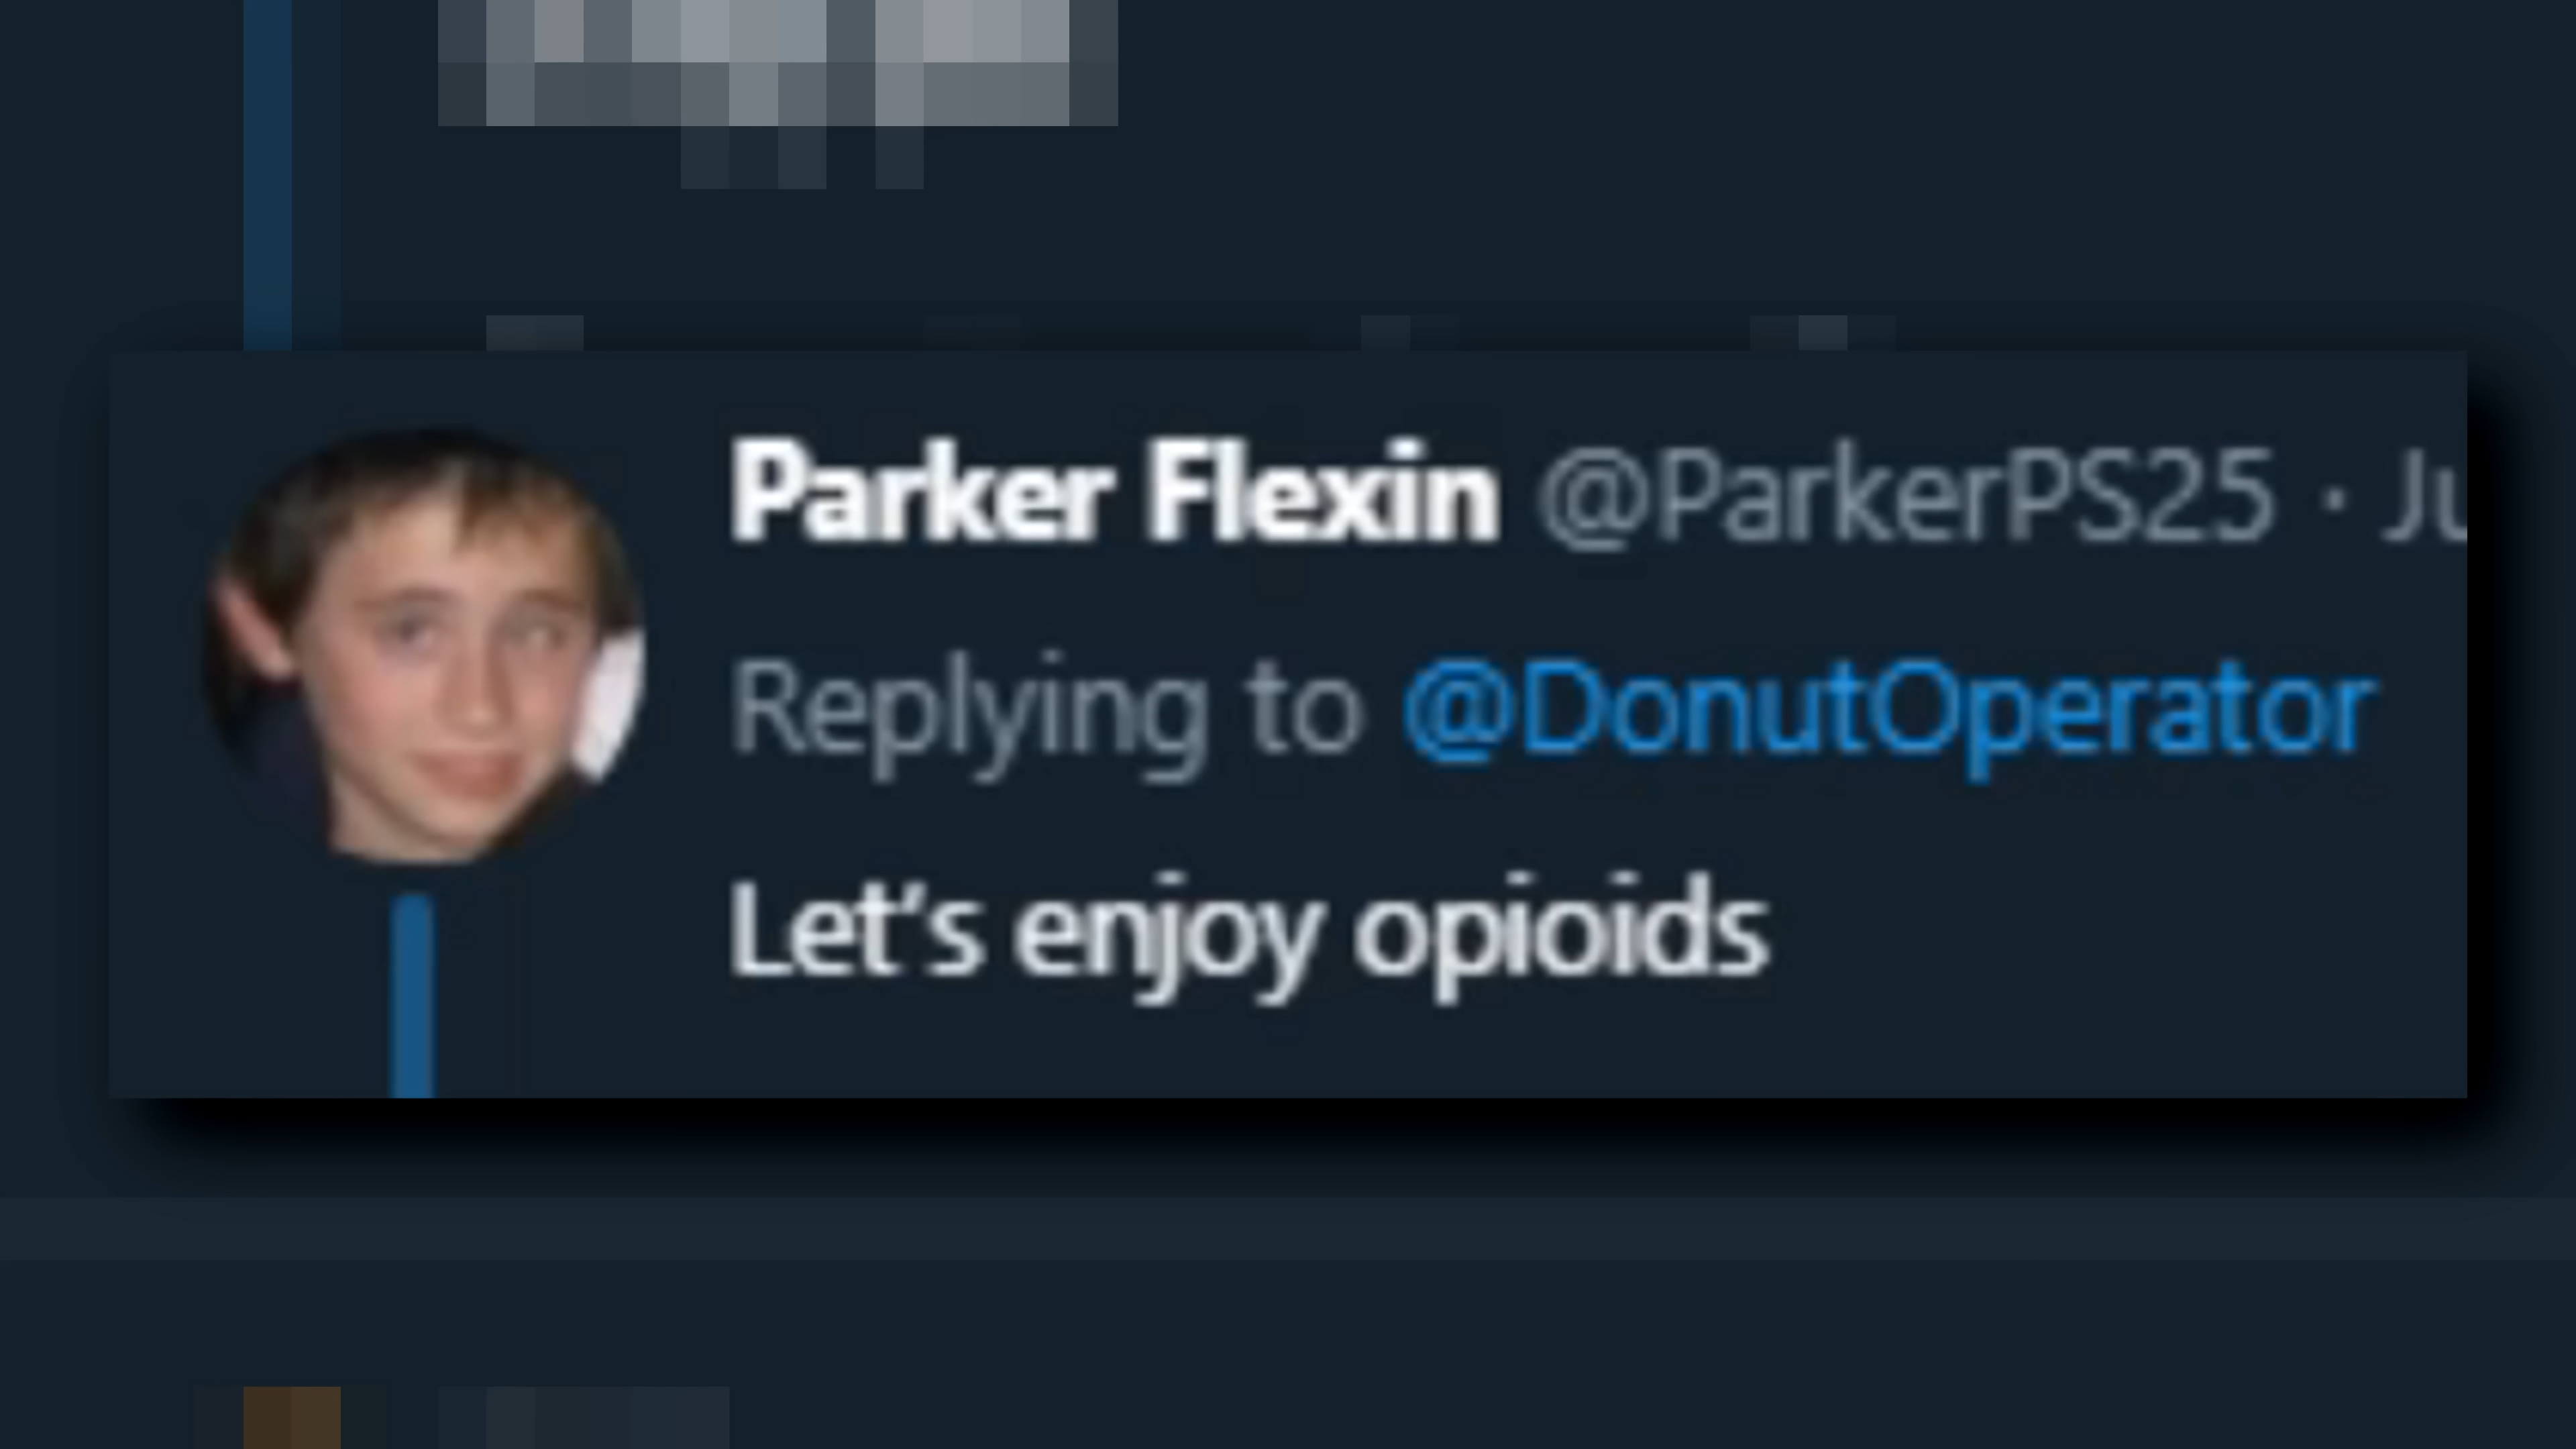 Parker Flexin @ParkerPS25 · Ju
Replying to @DonutOperator
Let's enjoy opioids